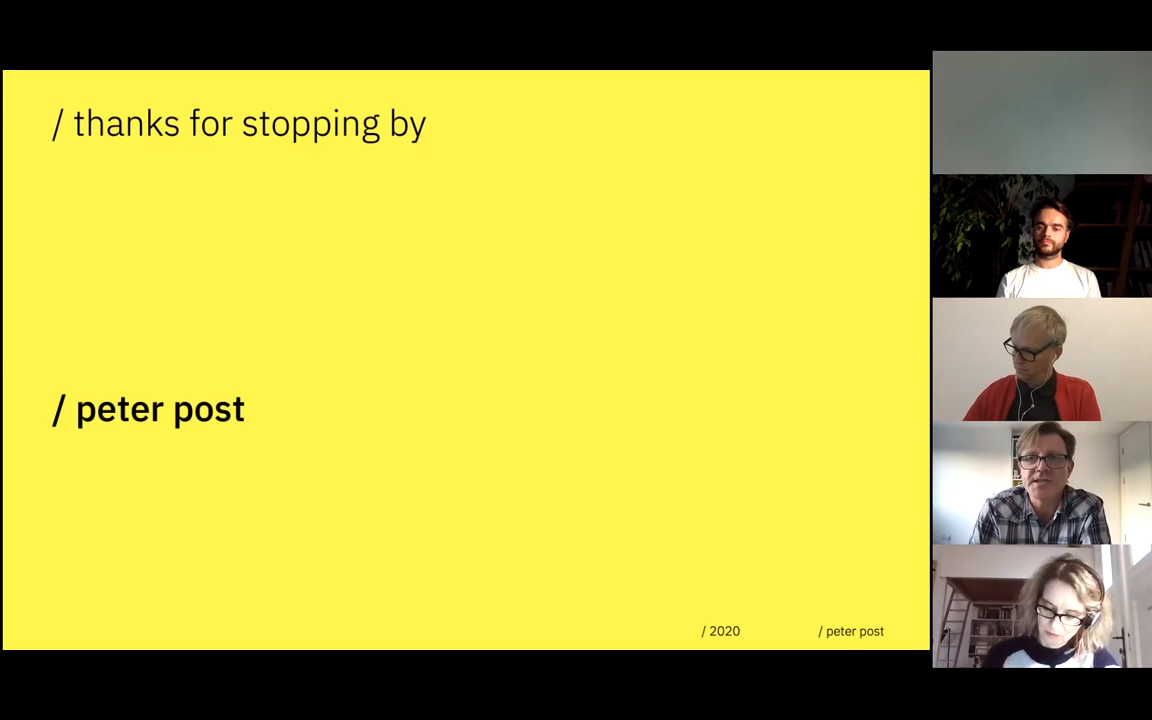 / thanks for stopping by
/ peter post
/ 2020
/ peter post